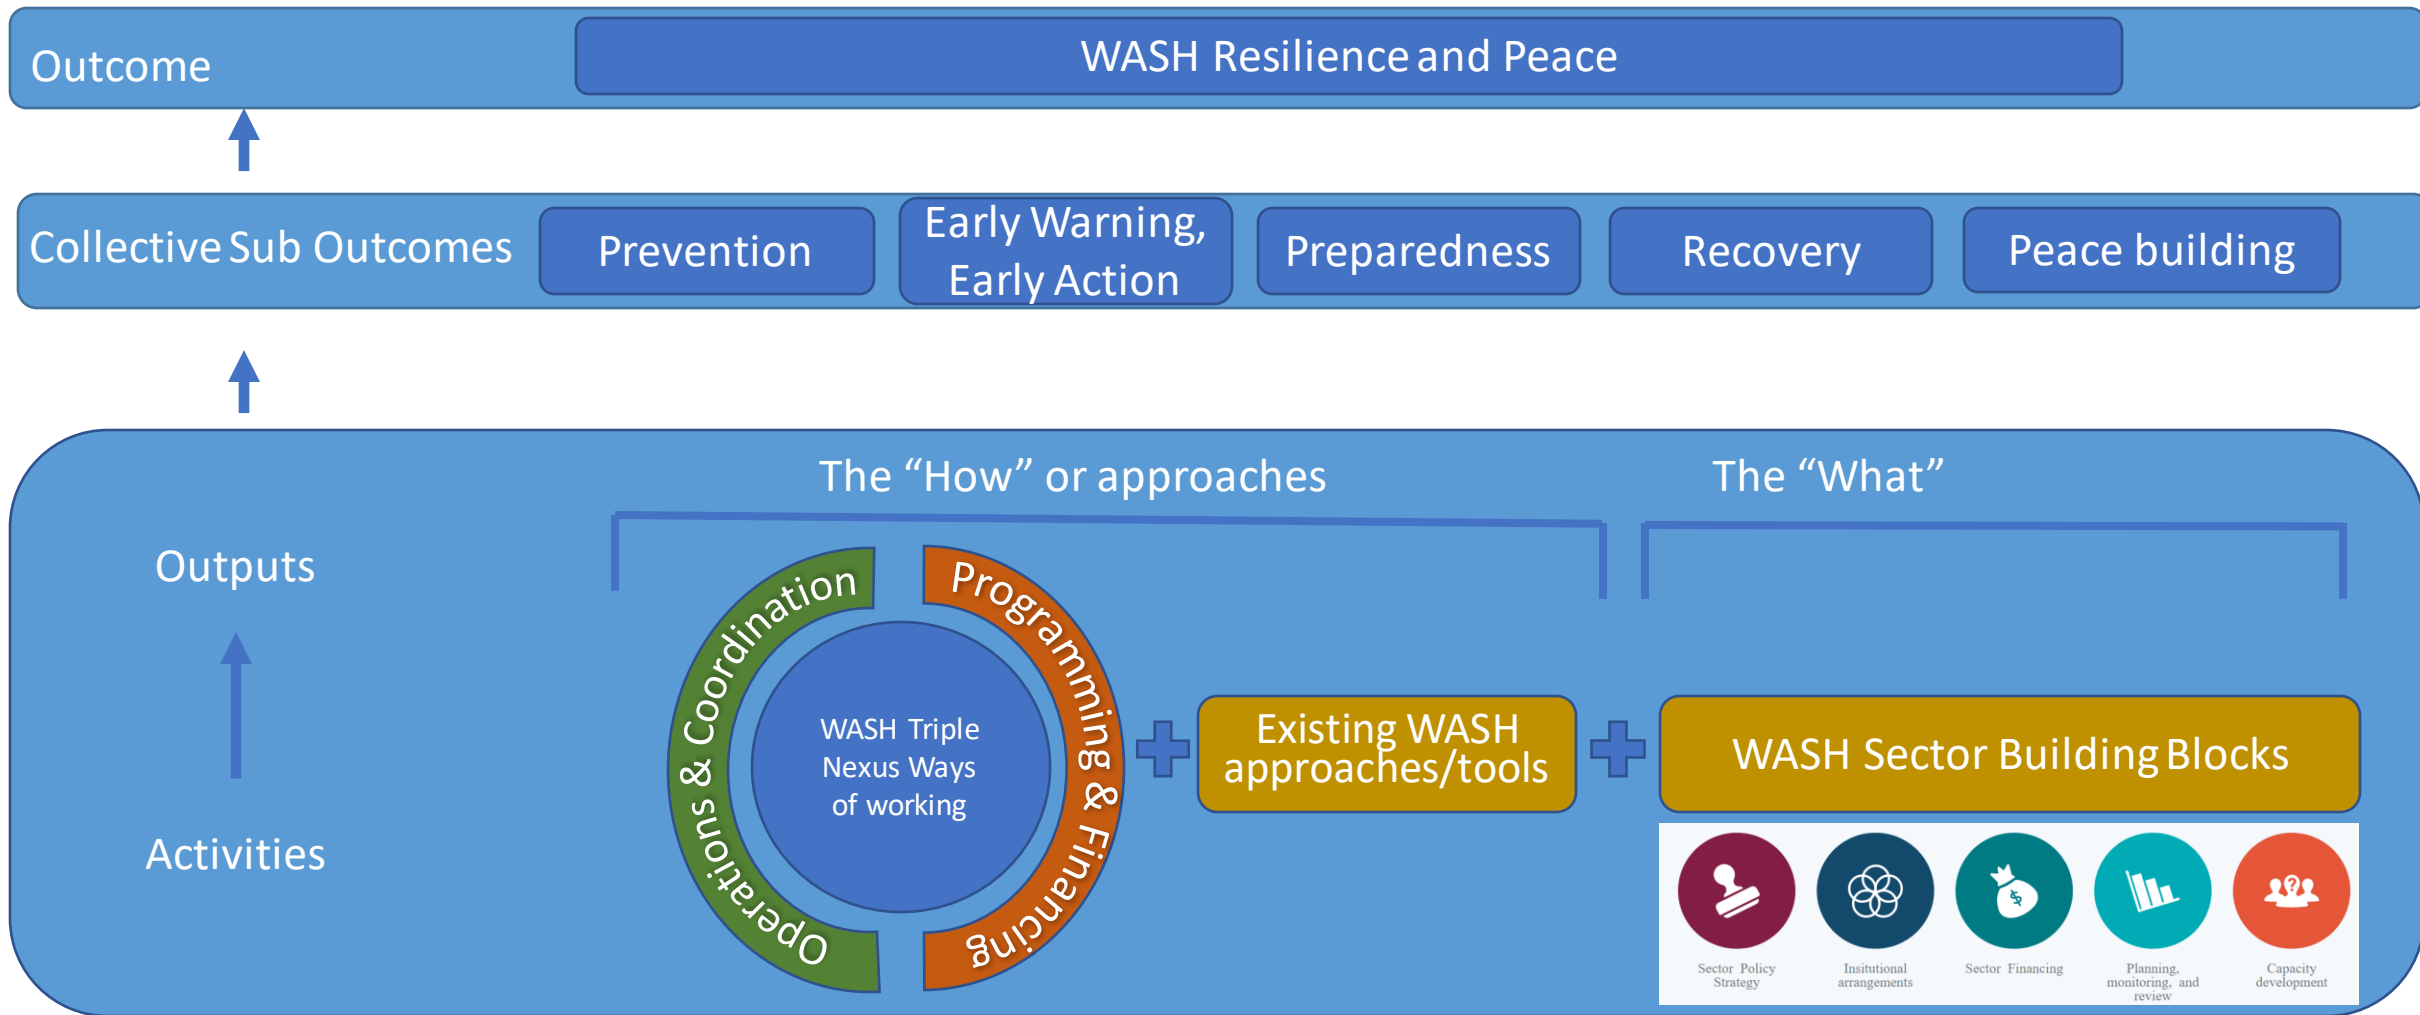 Outcome
WASH Resilience and Peace
Collective Sub Outcomes
Prevention
Early Warning,
Early Action
Preparedness
Recovery
Peace building
The “How” or approaches
The “What”
Outputs
Activities
Operations & Coordination
Programming & Financing
WASH Triple
Nexus Ways
of working
Existing WASH
approaches/tools
WASH Sector Building Blocks
$
?
Sector Policy
Strategy
Insitutional
arrangements
Sector Financing
Planning,
monitoring, and
review
Capacity
development